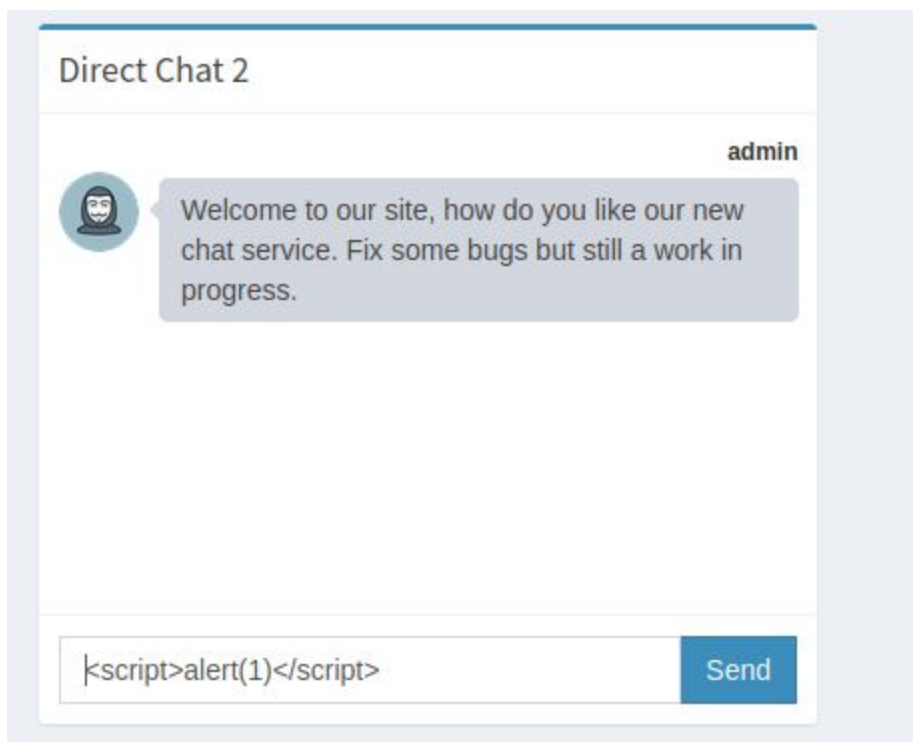 Direct Chat 2
admin
Welcome to our site, how do you like our new
chat service. Fix some bugs but still a work in
progress.
<script>alert(1)</script>
Send